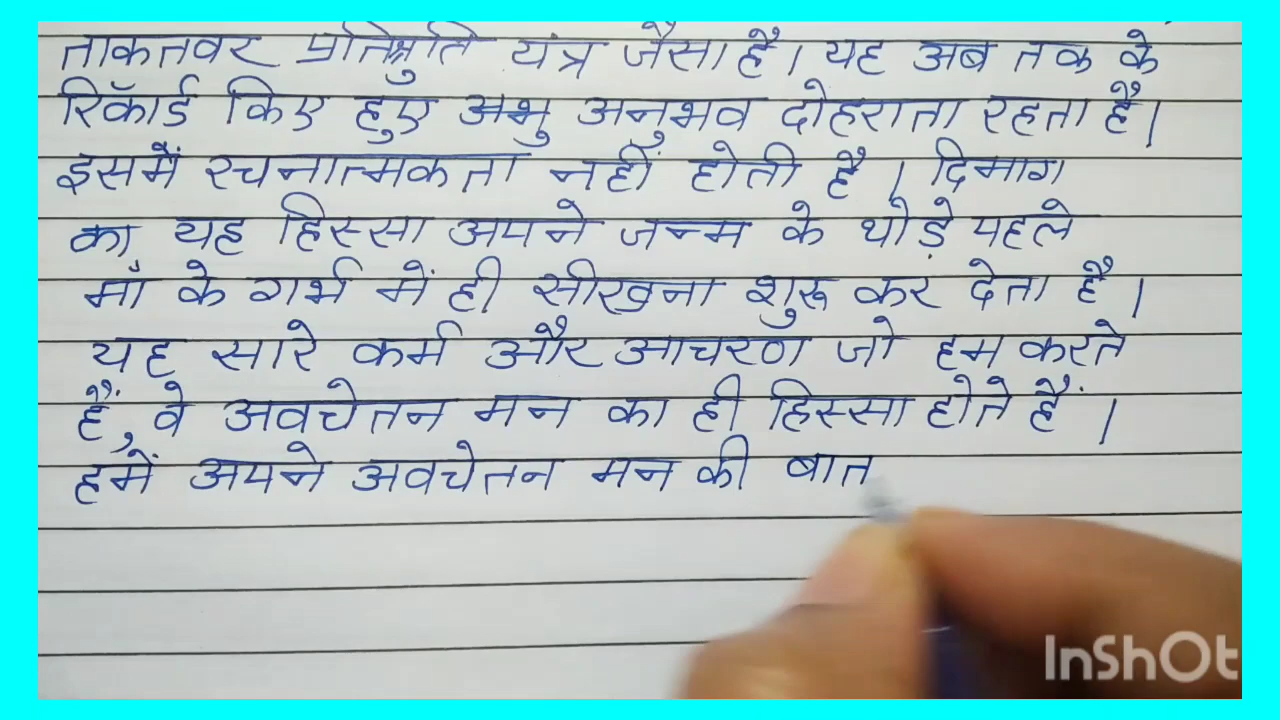 ताकतवर प्रतिश्रुति यंत्र जैसा है। यह अब तक के
रिकॉर्ड किए हुए अभु अनुभव दोहराता रहता है।
इसमें रचनात्मकता नहीं होती है। दिमाग
का यह हिस्सा अपने जन्म के थोड़े पहले
माँ के गर्भ में ही सीखना शुरू कर देता है।
यह सारे कर्म और आचरण जो हम करते
हैं, वे अवचेतन मन का ही हिस्सा होते हैं।
हमें अपने अवचेतन मन की बात
InShOt